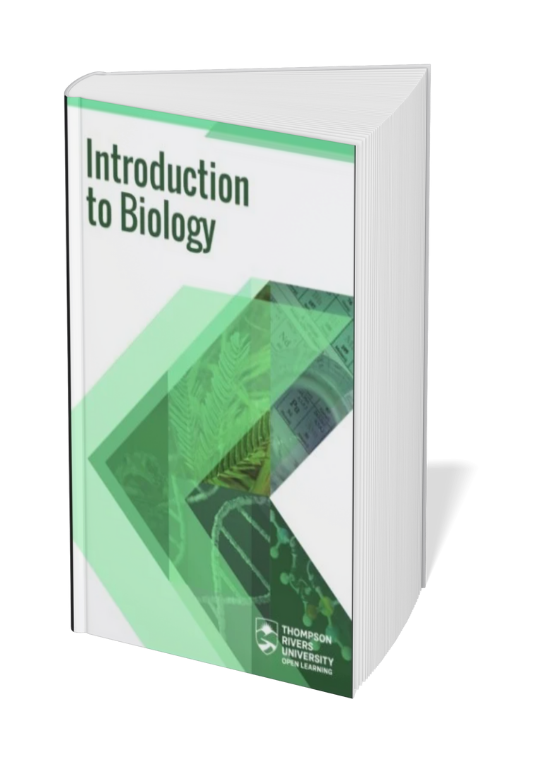 Introduction
to Biology
THOMPSON
RIVERS
UNIVERSITY
OPEN LEARNING